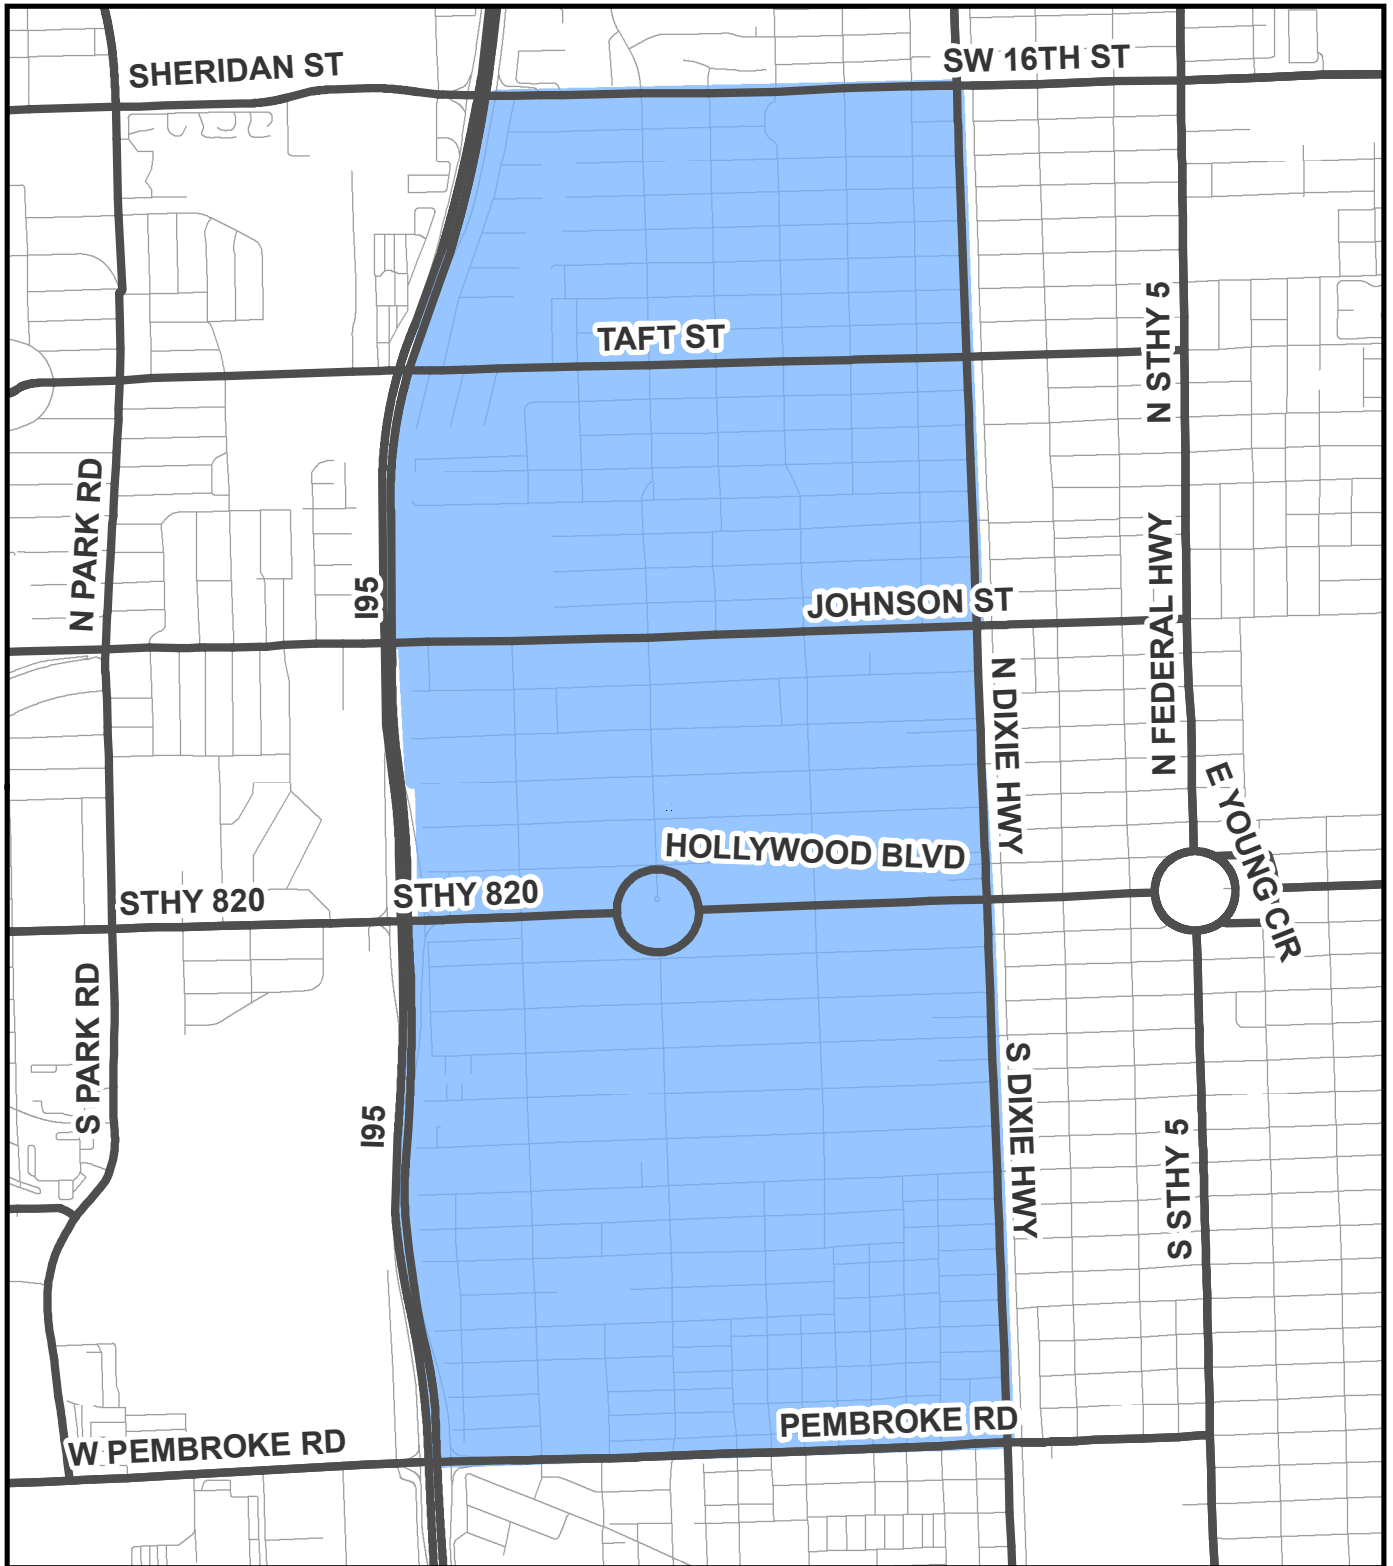 SW 16TH ST
SHERIDAN ST
TAFT ST
N STHY 5
N PARK RD
I95
JOHNSON ST
N FEDERAL HWY
N DIXIE HWY
E YOUNG CIR
HOLLYWOOD BLVD
STHY 820
STHY 820
S PARK RD
I95
S DIXIE HWY
S STHY 5
PEMBROKE RD
W PEMBROKE RD